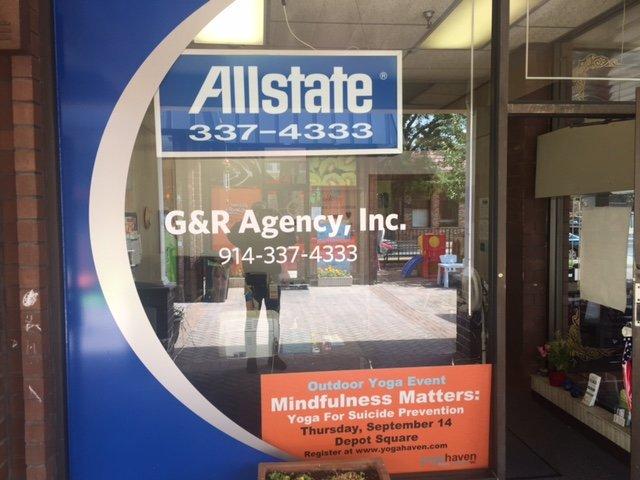 Allstate®
337-4333
G&R Agency, Inc.
914-337-4333
Outdoor Yoga Event
Mindfulness Matters:
Yoga For Suicide Prevention
Thursday, September 14
Depot Square
Register at www.yogahaven.com
haven